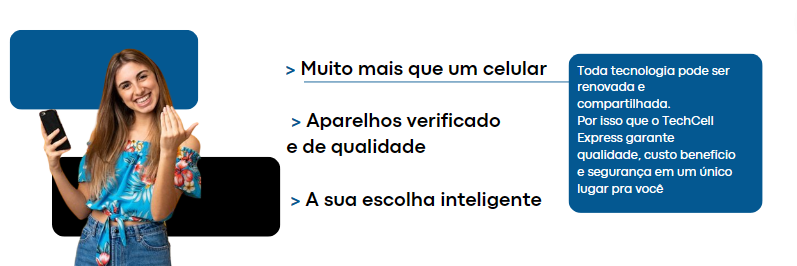 > Muito mais que um celular
> Aparelhos verificado
e de qualidade
> A sua escolha inteligente
Toda tecnologia pode ser
renovada e
compartilhada.
Por isso que o TechCell
Express garante
qualidade, custo beneficio
e segurança em um único
lugar pra você